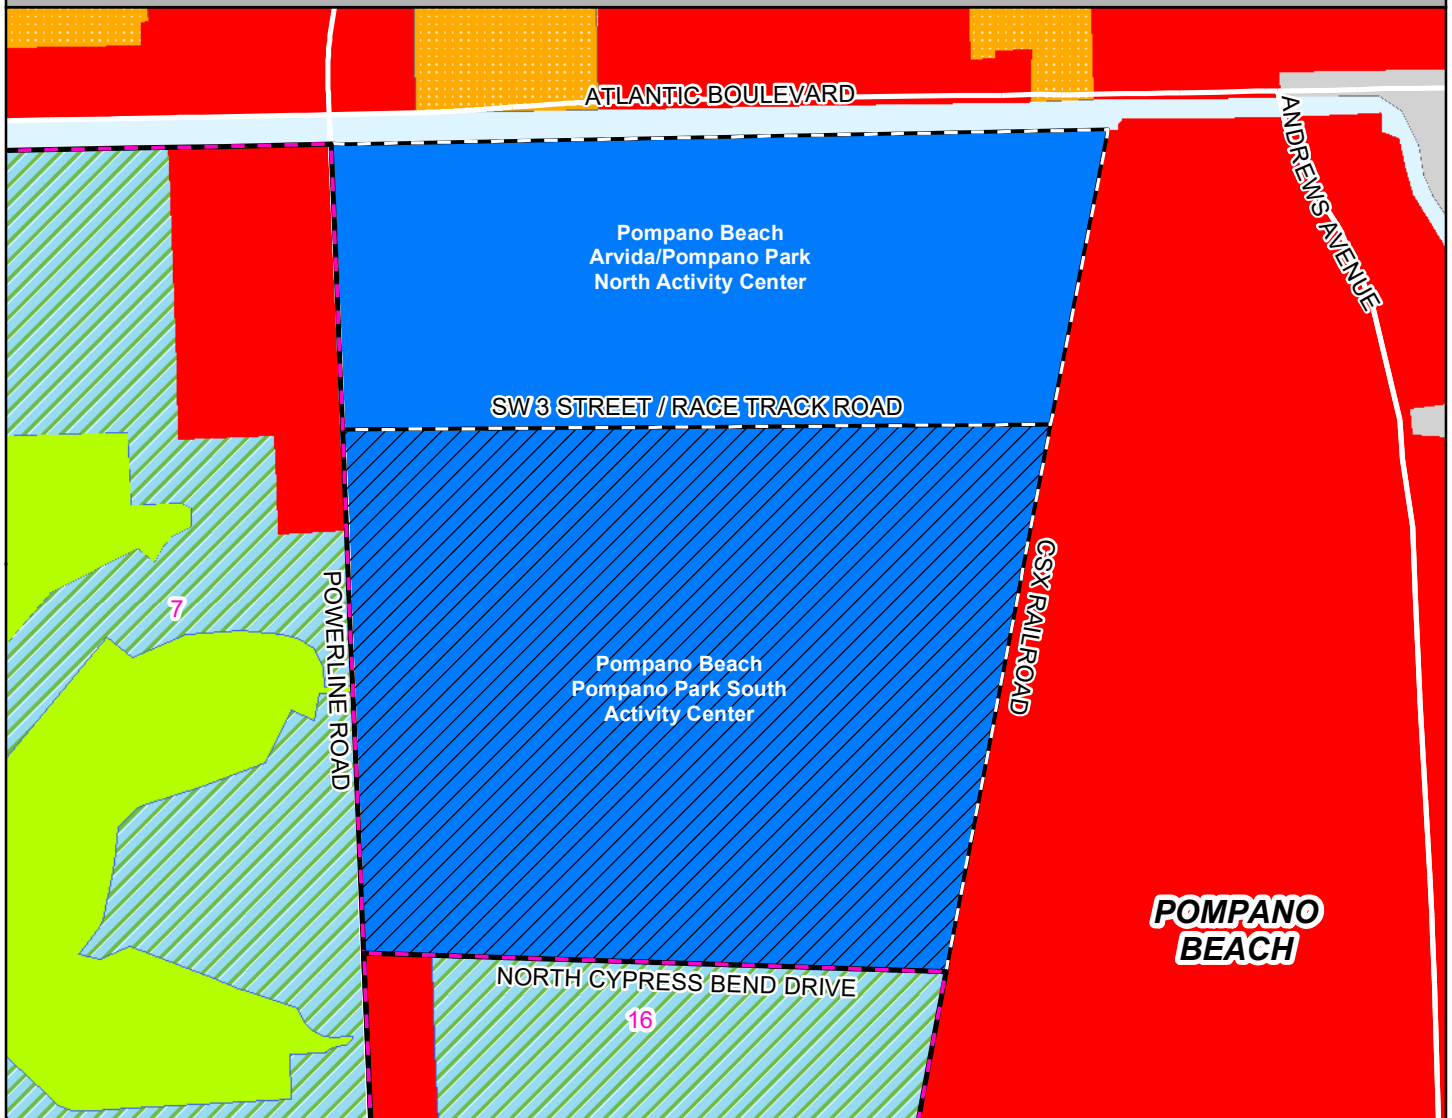 ATLANTIC BOULEVARD
ANDREWS AVENUE
Pompano Beach
Arvida/Pompano Park
North Activity Center
SW 3 STREET / RACE TRACK ROAD
CSX RAILROAD
7
POWERLINE ROAD
Pompano Beach
Pompano Park South
Activity Center
POMPANO
BEACH
NORTH CYPRESS BEND DRIVE
16